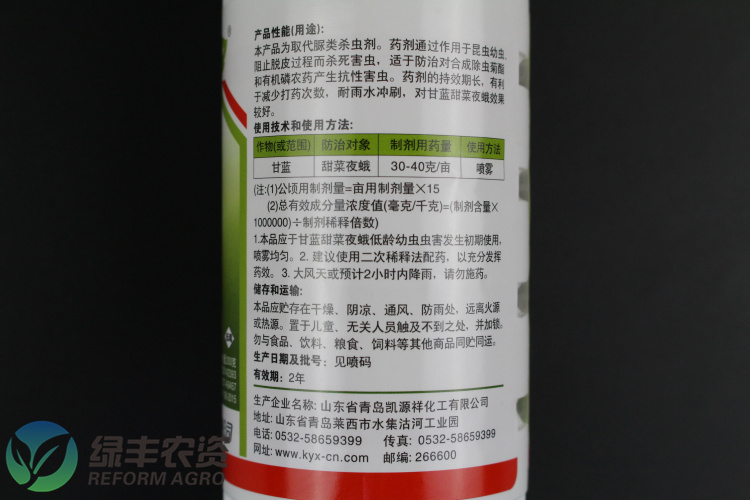 产品性能(用途):
本产品为取代脲类杀虫剂。药剂通过作用于昆虫幼虫,
阻止脱皮过程而杀死害虫，适于防治对合成除虫菊酯
和有机磷农药产生抗性害虫。药剂的持效期长，有利
于减少打药次数，耐雨水冲刷，对甘蓝甜菜夜蛾效果
较好。
使用技术和使用方法:
作物(或范围) 防治对象 制剂用药量 使用方法
甘蓝 甜菜夜蛾 30-40克/亩 喷雾
(注:(1)公顷用制剂量=亩用制剂量×15
(2)总有效成分量浓度值(毫克/千克)=(制剂含量×
1000000)÷制剂稀释倍数)
1.本品应于甘蓝甜菜夜蛾低龄幼虫虫害发生初期使用，
喷雾均匀。2. 建议使用二次稀释法配药，以充分发挥
药效。3. 大风天或预计2小时内降雨，请勿施药。
储存和运输:
本品应贮存在干燥、阴凉、通风、防雨处，远离火源
或热源。置于儿童、无关人员触及不到之处，并加锁。
勿与食品、饮料、粮食、饲料等其他商品同贮同运。
生产日期及批号: 见喷码
有效期: 2年
生产企业名称: 山东省青岛凯源祥化工有限公司
地址: 山东省青岛莱西市水集沽河工业园
电话: 0532-58659399 传真: 0532-58659399
网址: www.kyx-cn.com 邮编: 266600
绿丰农资
REFORM AGRO